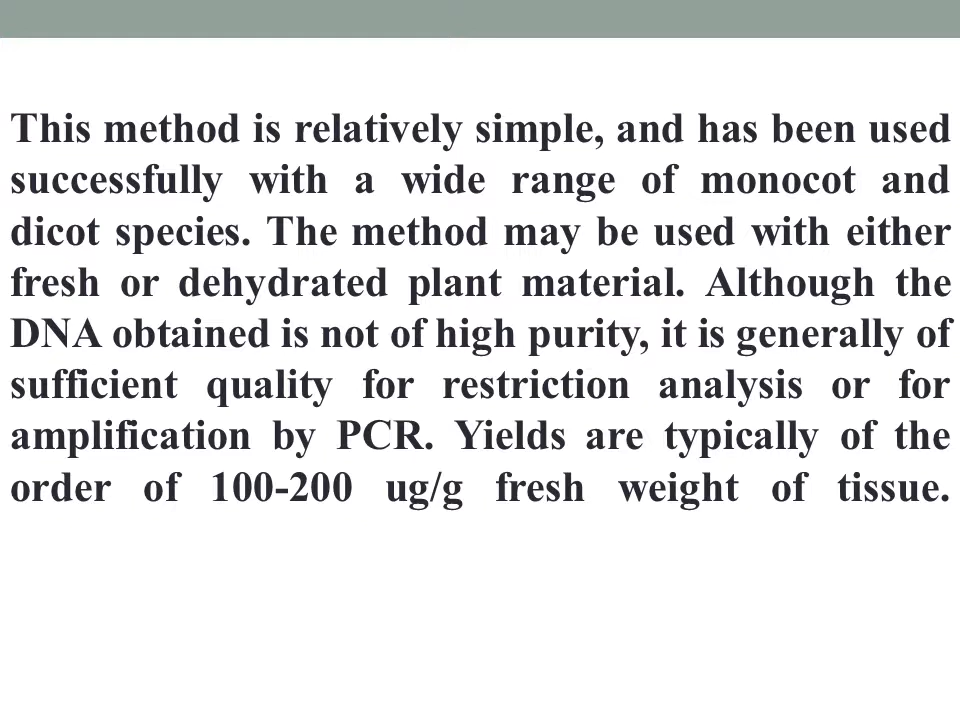 This method is relatively simple, and has been used
successfully with a wide range of monocot and
dicot species. The method may be used with either
fresh or dehydrated plant material. Although the
DNA obtained is not of high purity, it is generally of
sufficient quality for restriction analysis or for
amplification by PCR. Yields are typically of the
order of 100-200 ug/g fresh weight of tissue.